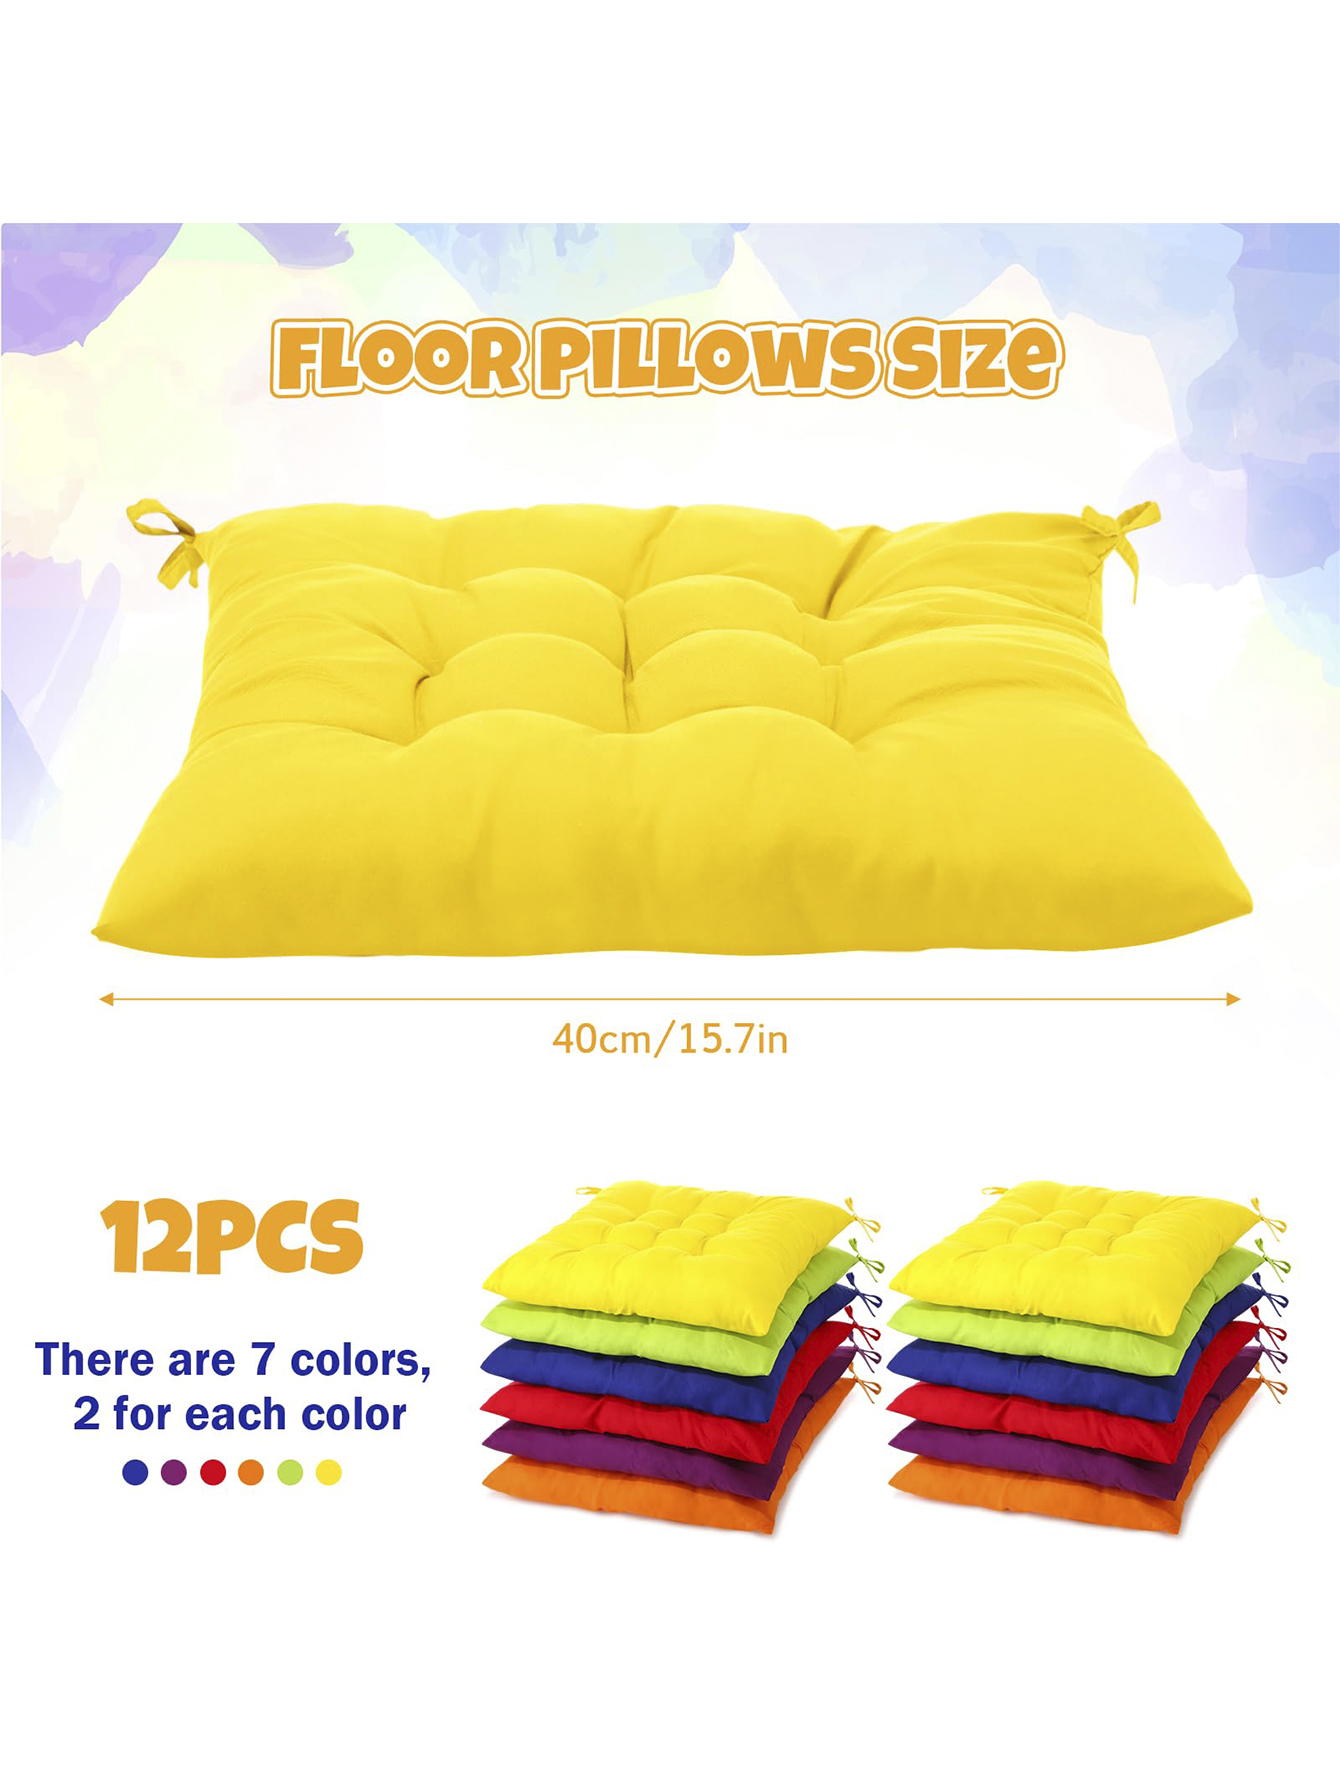 FLOOR PILLOWS SIZE
40cm/15.7in
12PCS
There are 7 colors,
2 for each color